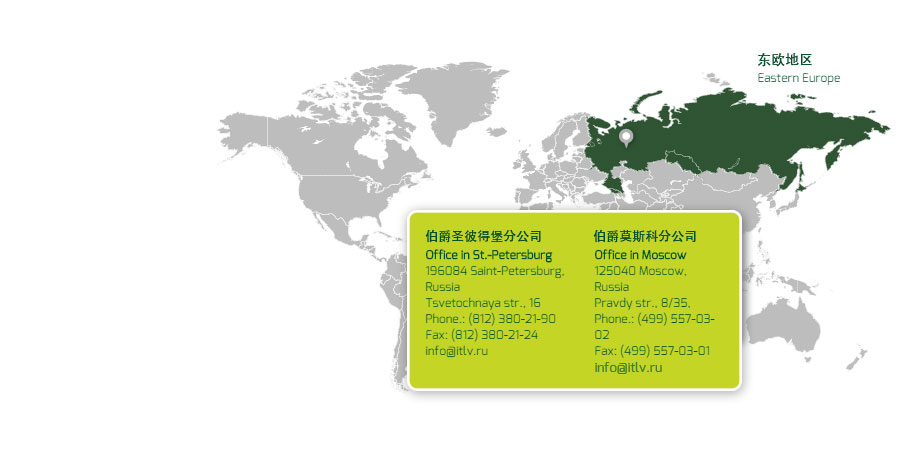 东欧地区
Eastern Europe
伯爵圣彼得堡分公司
Office in St.-Petersburg
196084 Saint-Petersburg,
Russia
Tsvetochnaya str., 16
Phone.: (812) 380-21-90
Fax: (812) 380-21-24
info@itlv.ru
伯爵莫斯科分公司
Office in Moscow
125040 Moscow,
Russia
Pravdy str., 8/35,
Phone.: (499) 557-03-
02
Fax: (499) 557-03-01
info@itlv.ru